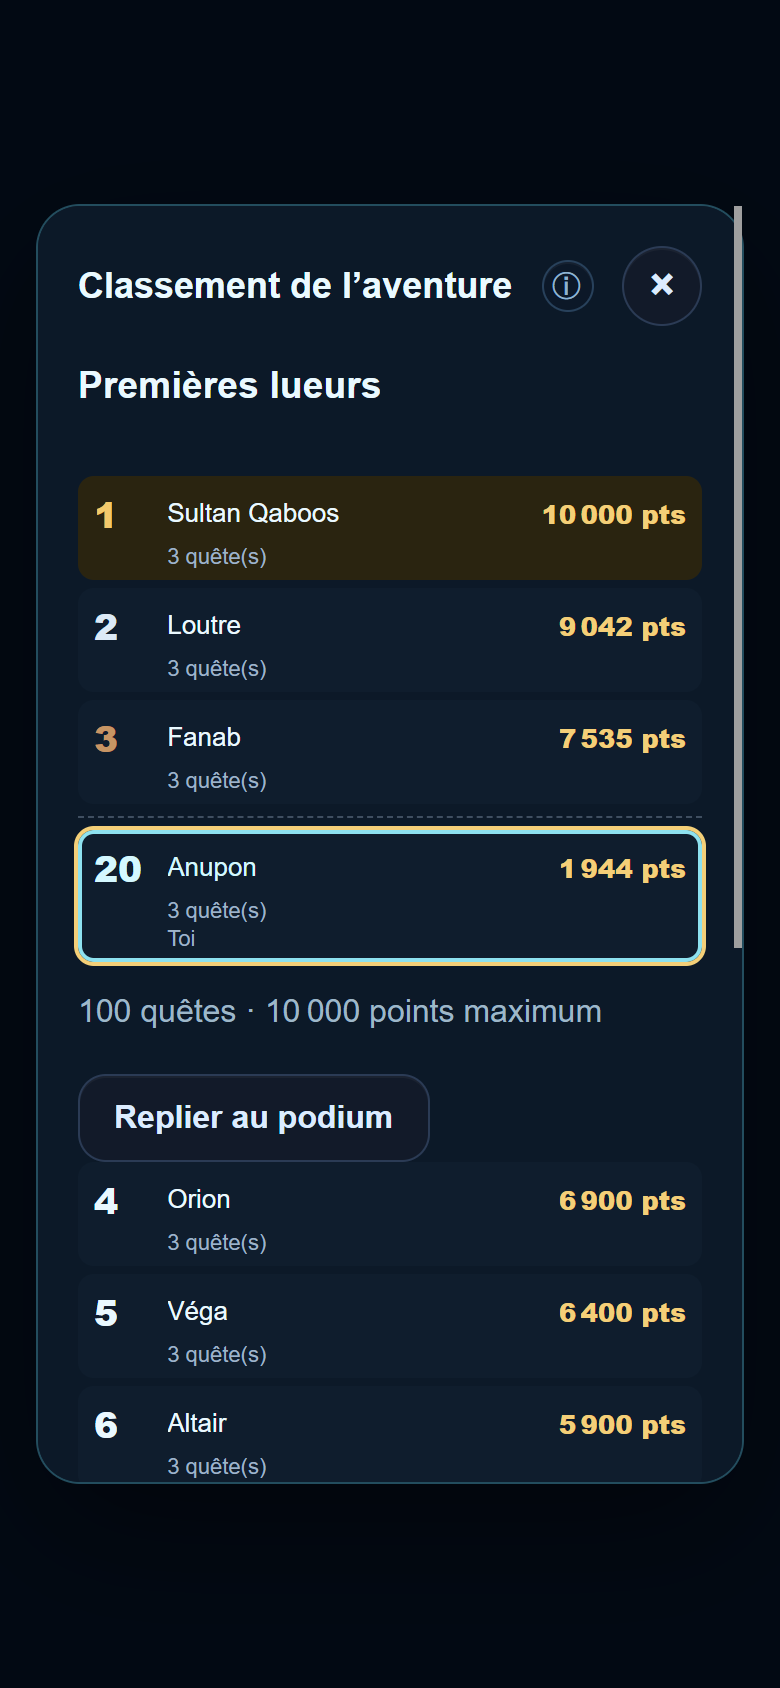 Classement de l’aventure ⓘ ×
Premières lueurs
1 Sultan Qaboos 10 000 pts
3 quête(s)
2 Loutre 9 042 pts
3 quête(s)
3 Fanab 7 535 pts
3 quête(s)
20 Anupon 1 944 pts
3 quête(s)
Toi
100 quêtes · 10 000 points maximum
Replier au podium
4 Orion 6 900 pts
3 quête(s)
5 Véga 6 400 pts
3 quête(s)
6 Altair 5 900 pts
3 quête(s)